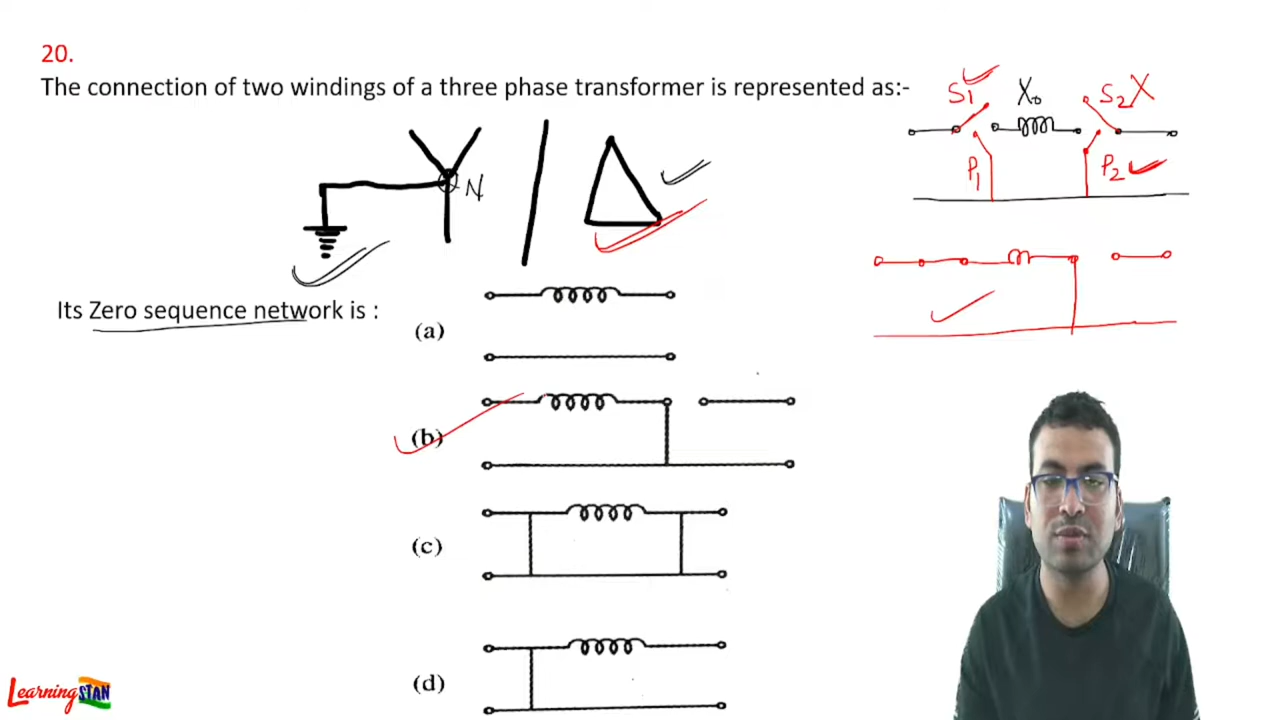 20.
The connection of two windings of a three phase transformer is represented as:-
S1 X0 S2 X
P1 P2
N
Its Zero sequence network is :
(a)
(b)
(c)
(d)
LearningSTAN